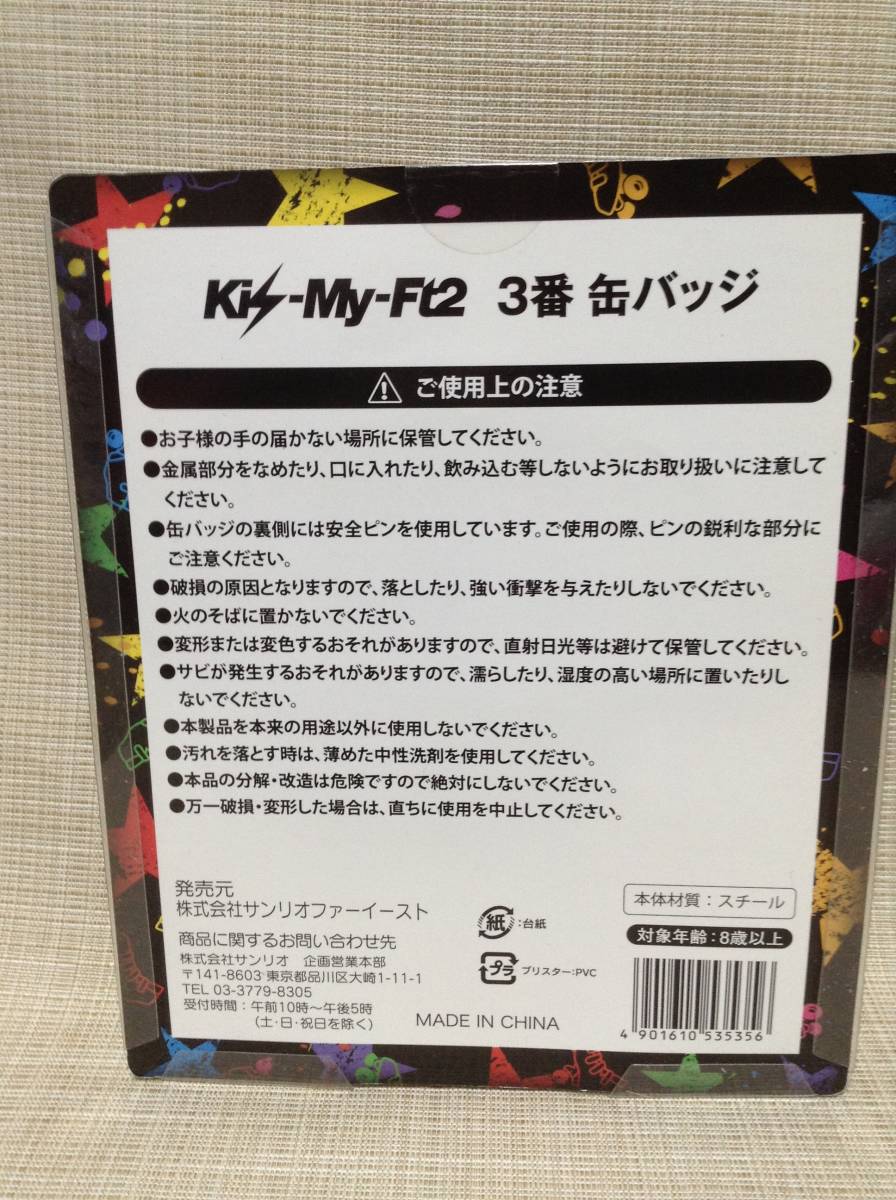 Kis-My-Ft2 3番 缶バッジ
ご使用上の注意
●お子様の手の届かない場所に保管してください。
●金属部分をなめたり、口に入れたり、飲み込む等しないようにお取り扱いに注意して
ください。
●缶バッジの裏側には安全ピンを使用しています。ご使用の際、ピンの鋭利な部分に
ご注意ください。
●破損の原因となりますので、落としたり、強い衝撃を与えたりしないでください。
●火のそばに置かないでください。
●変形または変色するおそれがありますので、直射日光等は避けて保管してください。
●サビが発生するおそれがありますので、濡らしたり、湿度の高い場所に置いたりし
ないでください。
●本製品を本来の用途以外に使用しないでください。
●汚れを落とす時は、薄めた中性洗剤を使用してください。
●本品の分解・改造は危険ですので絶対にしないでください。
●万一破損・変形した場合は、直ちに使用を中止してください。
発売元
株式会社サンリオファーイースト
商品に関するお問い合わせ先
株式会社サンリオ 企画営業本部
〒141-8603 東京都品川区大崎1-11-1
TEL 03-3779-8305
受付時間：午前10時～午後5時
（土・日・祝日を除く）
紙：台紙
プラ ブリスター：PVC
MADE IN CHINA
本体材質：スチール
対象年齢：8歳以上
4 901610 535356